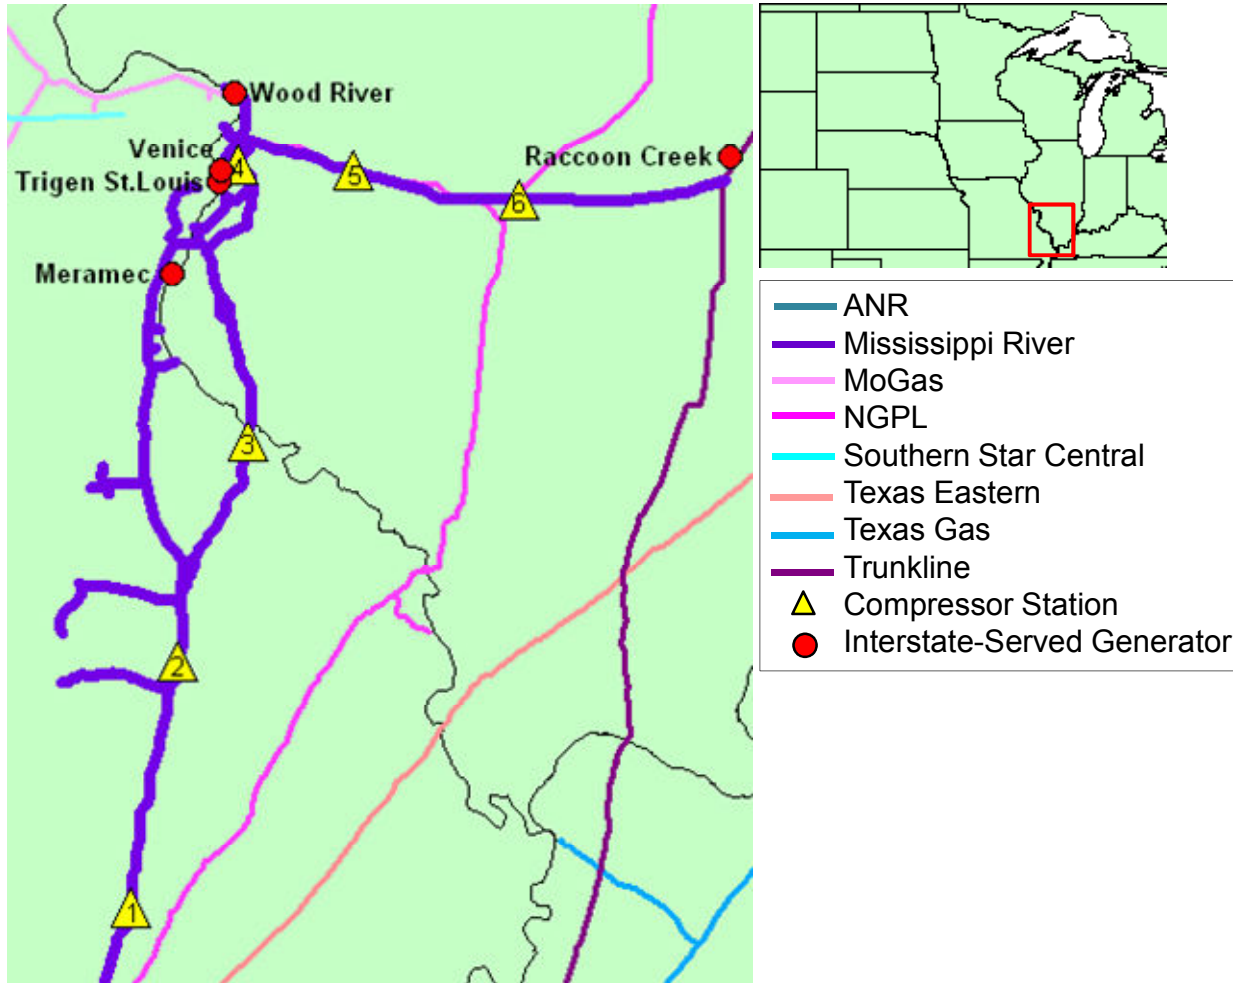 Wood River
Venice
4
Trigen St.Louis
5
Raccoon Creek
6
Meramec
3
2
1
ANR
Mississippi River
MoGas
NGPL
Southern Star Central
Texas Eastern
Texas Gas
Trunkline
Compressor Station
Interstate-Served Generator